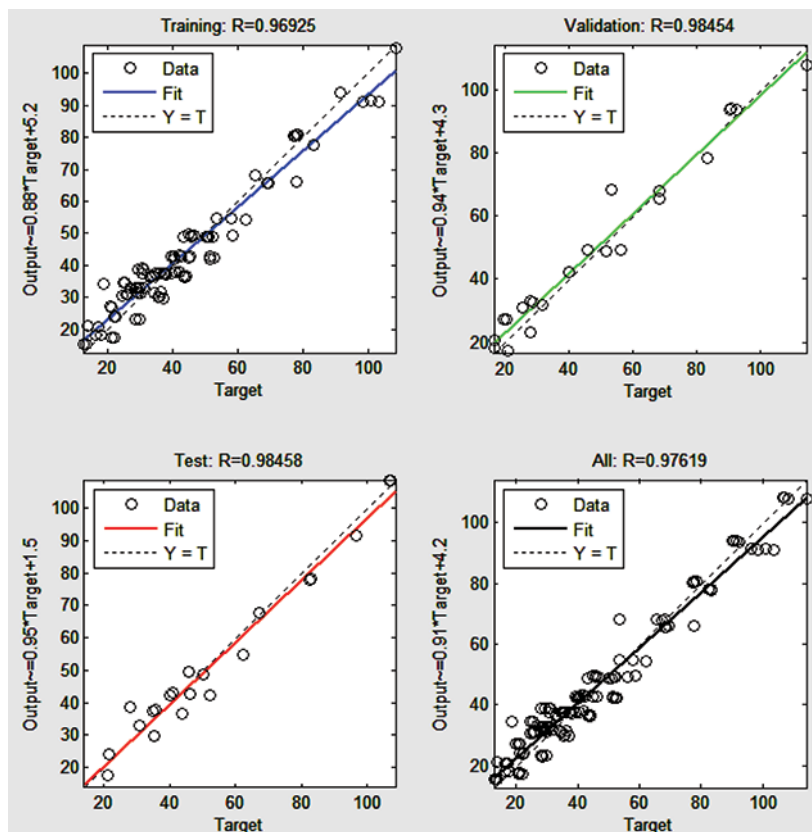 Training: R=0.96925
Output~=0.88*Target+5.2
100
90
80
70
60
50
40
30
20
Data
Fit
Y = T
20 40 60 80 100
Target
Validation: R=0.98454
Output~=0.94*Target+4.3
100
80
60
40
20
Data
Fit
Y = T
20 40 60 80 100
Target
Test: R=0.98458
Output~=0.95*Target+1.5
100
90
80
70
60
50
40
30
20
Data
Fit
Y = T
20 40 60 80 100
Target
All: R=0.97619
Output~=0.91*Target+4.2
100
80
60
40
20
Data
Fit
Y = T
20 40 60 80 100
Target